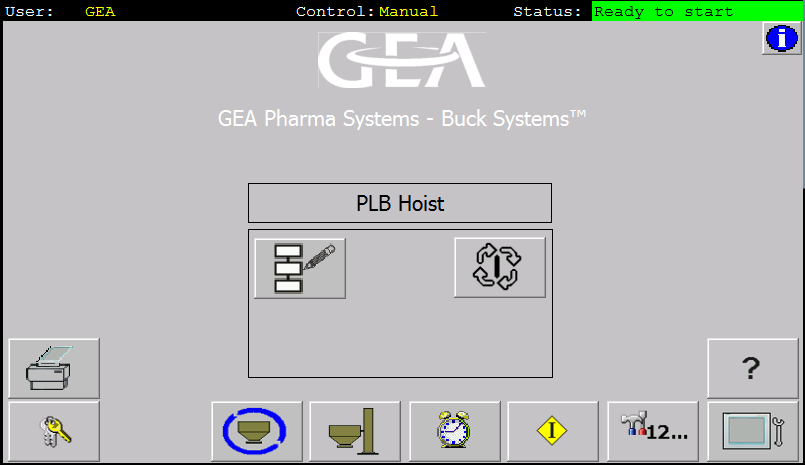 User: GEA Control: Manual Status: Ready to start
i
GEA
GEA Pharma Systems - Buck Systems™
PLB Hoist
?
I
12...